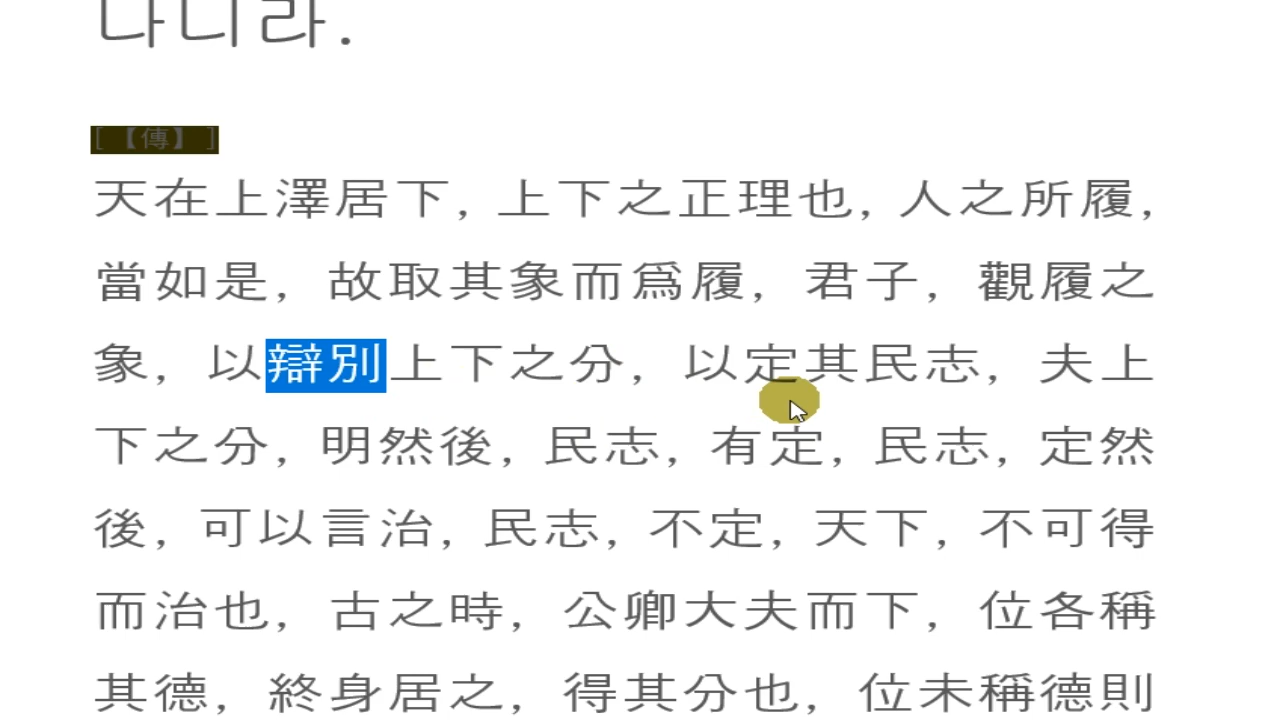 나니라.
[【傳】]
天在上澤居下, 上下之正理也, 人之所履,
當如是, 故取其象而爲履, 君子, 觀履之
象, 以辯別上下之分, 以定其民志, 夫上
下之分, 明然後, 民志, 有定, 民志, 定然
後, 可以言治, 民志, 不定, 天下, 不可得
而治也, 古之時, 公卿大夫而下, 位各稱
其德, 終身居之, 得其分也, 位未稱德則